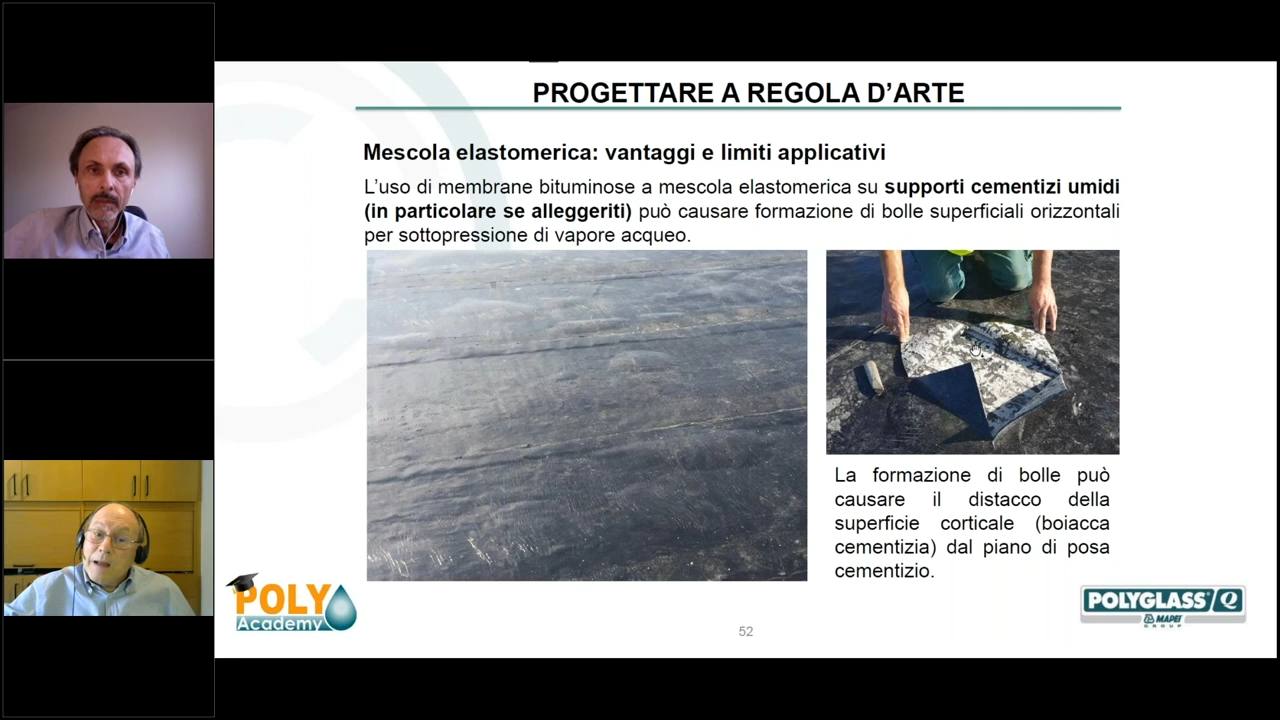 PROGETTARE A REGOLA D'ARTE
Mescola elastomerica: vantaggi e limiti applicativi
L'uso di membrane bituminose a mescola elastomerica su supporti cementizi umidi
(in particolare se alleggeriti) può causare formazione di bolle superficiali orizzontali
per sottopressione di vapore acqueo.
La formazione di bolle può
causare il distacco della
superficie corticale (boiacca
cementizia) dal piano di posa
cementizio.
POLY
Academy
POLYGLASS
MAPEI
GROUP
52